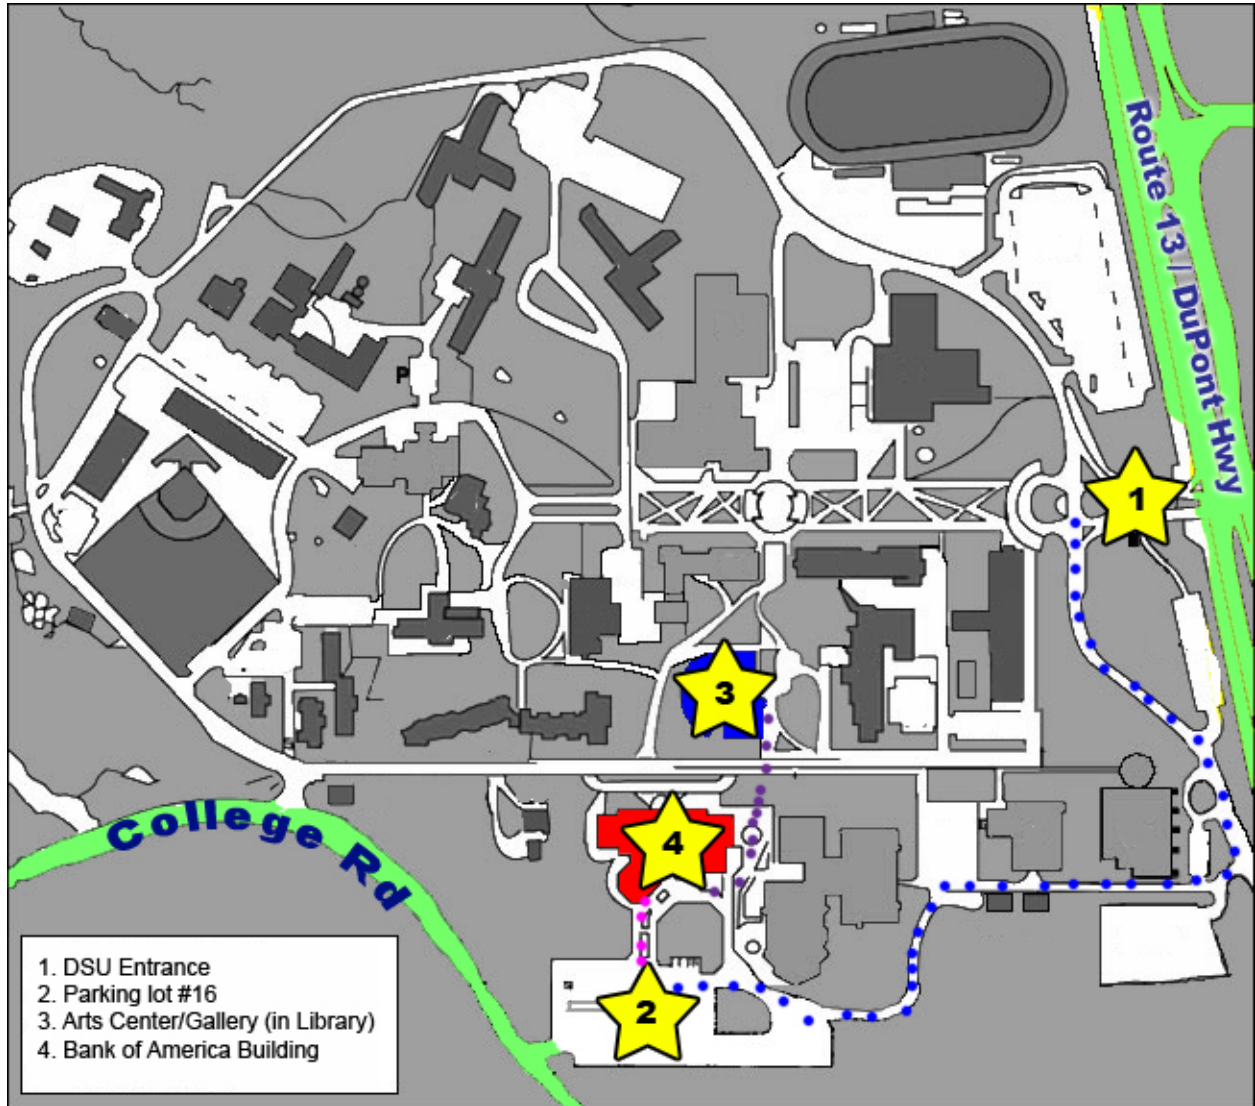 Route 13 / DuPont Hwy
P
1
3
4
College Rd
2
1. DSU Entrance
2. Parking lot #16
3. Arts Center/Gallery (in Library)
4. Bank of America Building